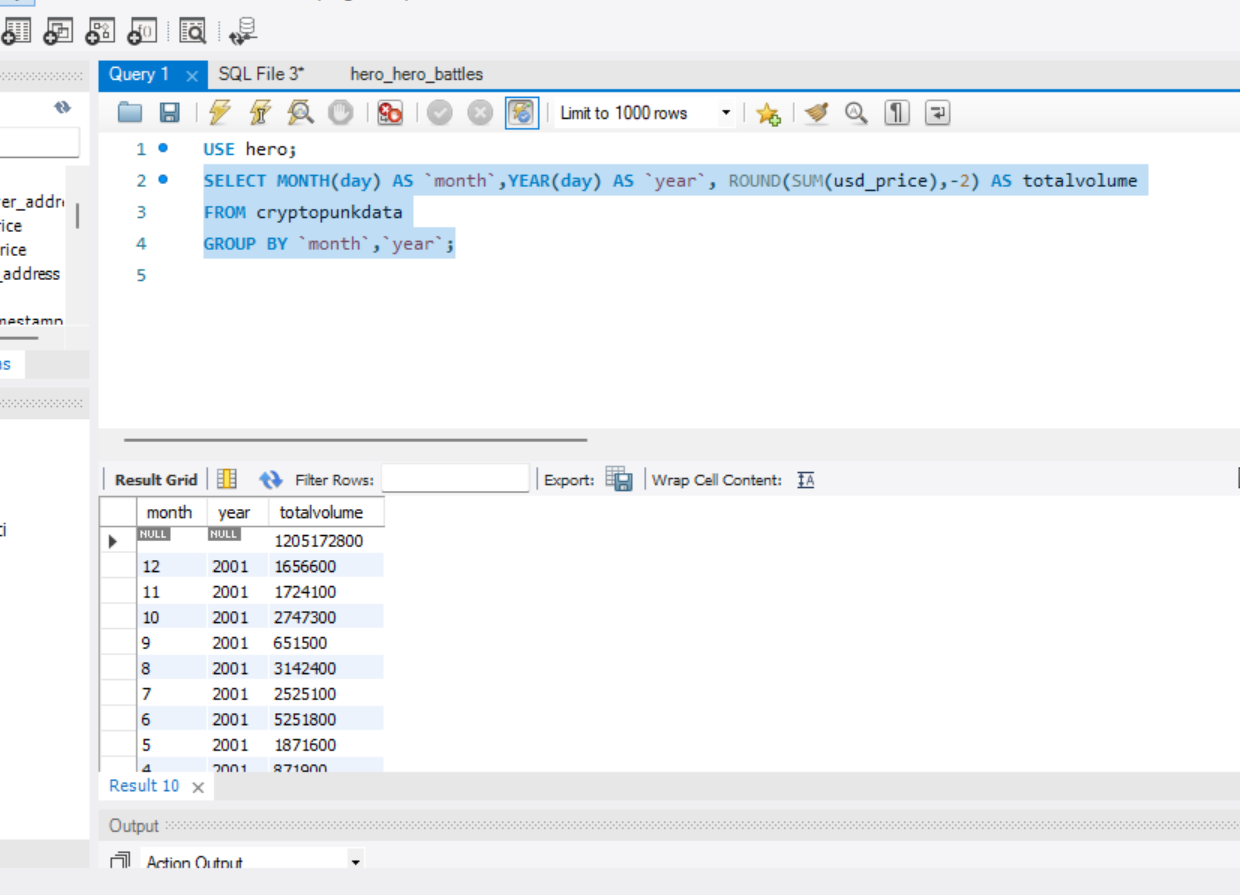 Query 1 SQL File 3* hero_hero_battles
Limit to 1000 rows
1 USE hero;
2 SELECT MONTH(day) AS `month`,YEAR(day) AS `year`, ROUND(SUM(usd_price),-2) AS totalvolume
3 FROM cryptopunkdata
4 GROUP BY `month`,`year`;
5
_address
Result Grid Filter Rows: Export: Wrap Cell Content:
month year totalvolume
NULL NULL 1205172800
12 2001 1656600
11 2001 1724100
10 2001 2747300
9 2001 651500
8 2001 3142400
7 2001 2525100
6 2001 5251800
5 2001 1871600
4 2001 871900
Result 10
Output
Action Output